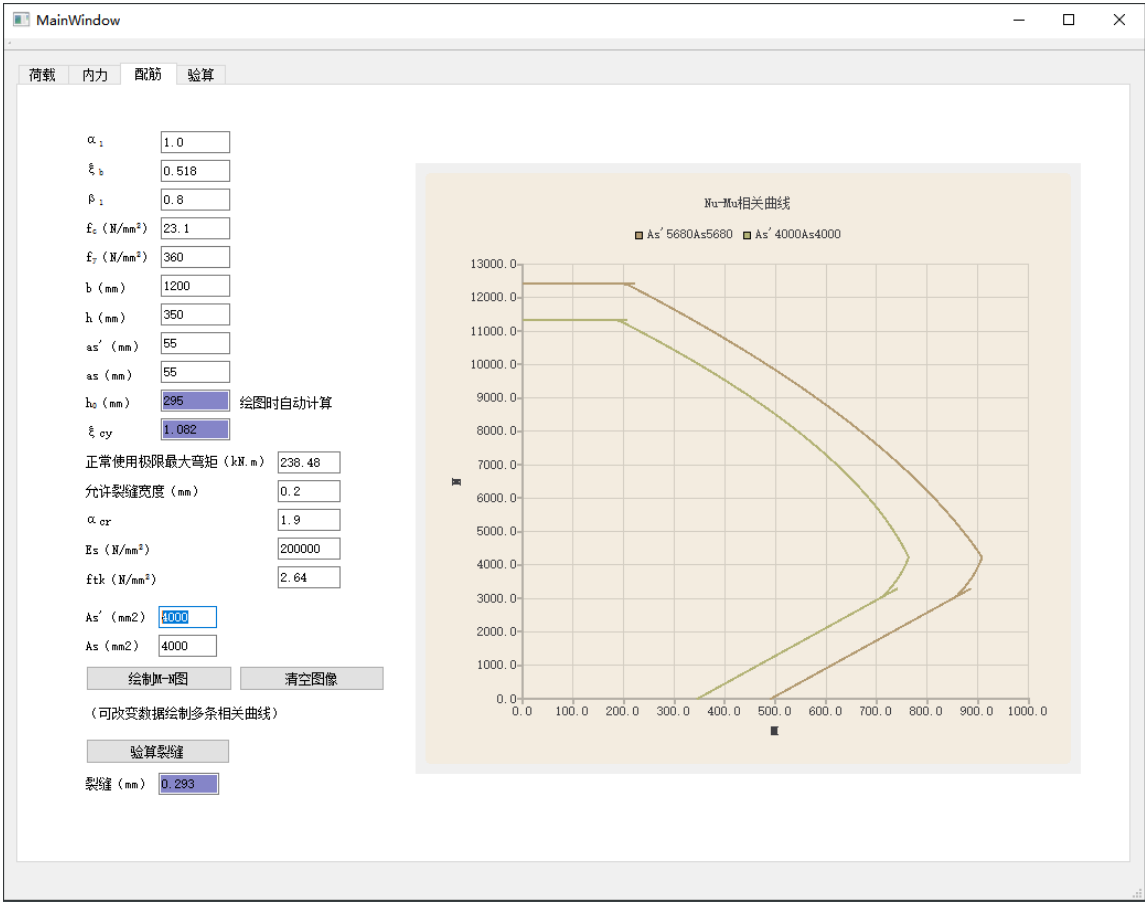 MainWindow
荷载 内力 配筋 验算
α₁ 1.0
ξb 0.518
β₁ 0.8
fc (N/mm²) 23.1
fy (N/mm²) 360
b (mm) 1200
h (mm) 350
as′ (mm) 55
as (mm) 55
h₀ (mm) 295 绘图时自动计算
ξcy 1.082
正常使用极限最大弯矩 (kN.m) 238.48
允许裂缝宽度 (mm) 0.2
αcr 1.9
Es (N/mm²) 200000
ftk (N/mm²) 2.64
As′ (mm2) 4000
As (mm2) 4000
绘制M-N图 清空图像
(可改变数据绘制多条相关曲线)
验算裂缝
裂缝 (mm) 0.293
Nu-Mu相关曲线
As′5680As5680 As′4000As4000
13000.0
12000.0
11000.0
10000.0
9000.0
8000.0
7000.0
6000.0
5000.0
4000.0
3000.0
2000.0
1000.0
0.0
0.0 100.0 200.0 300.0 400.0 500.0 600.0 700.0 800.0 900.0 1000.0